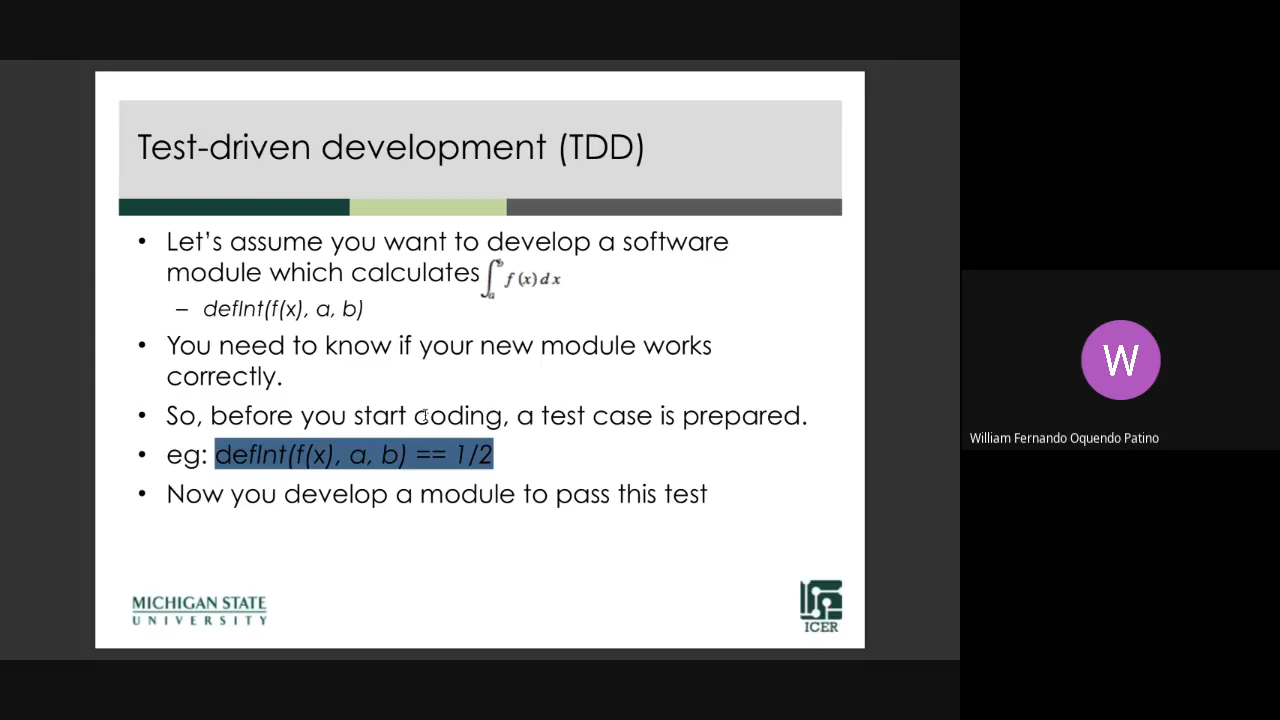 Test-driven development (TDD)
• Let's assume you want to develop a software
module which calculates ∫_a^b f(x)dx
– defInt(f(x), a, b)
• You need to know if your new module works
correctly.
• So, before you start coding, a test case is prepared.
• eg: defInt(f(x), a, b) == 1/2
• Now you develop a module to pass this test
MICHIGAN STATE
UNIVERSITY
ICER
W
William Fernando Oquendo Patino